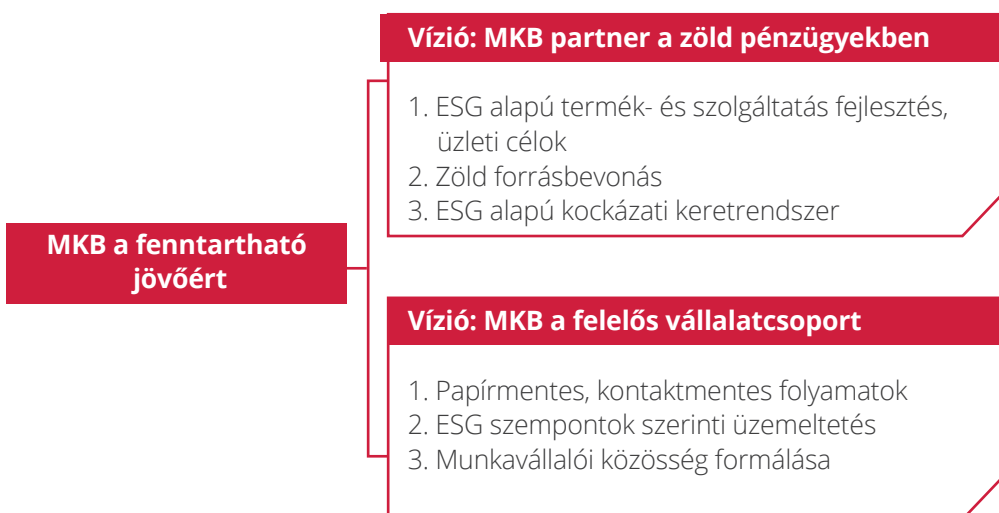 Vízió: MKB partner a zöld pénzügyekben
1. ESG alapú termék- és szolgáltatás fejlesztés,
üzleti célok
2. Zöld forrásbevonás
3. ESG alapú kockázati keretrendszer
MKB a fenntartható
jövőért
Vízió: MKB a felelős vállalatcsoport
1. Papírmentes, kontaktmentes folyamatok
2. ESG szempontok szerinti üzemeltetés
3. Munkavállalói közösség formálása